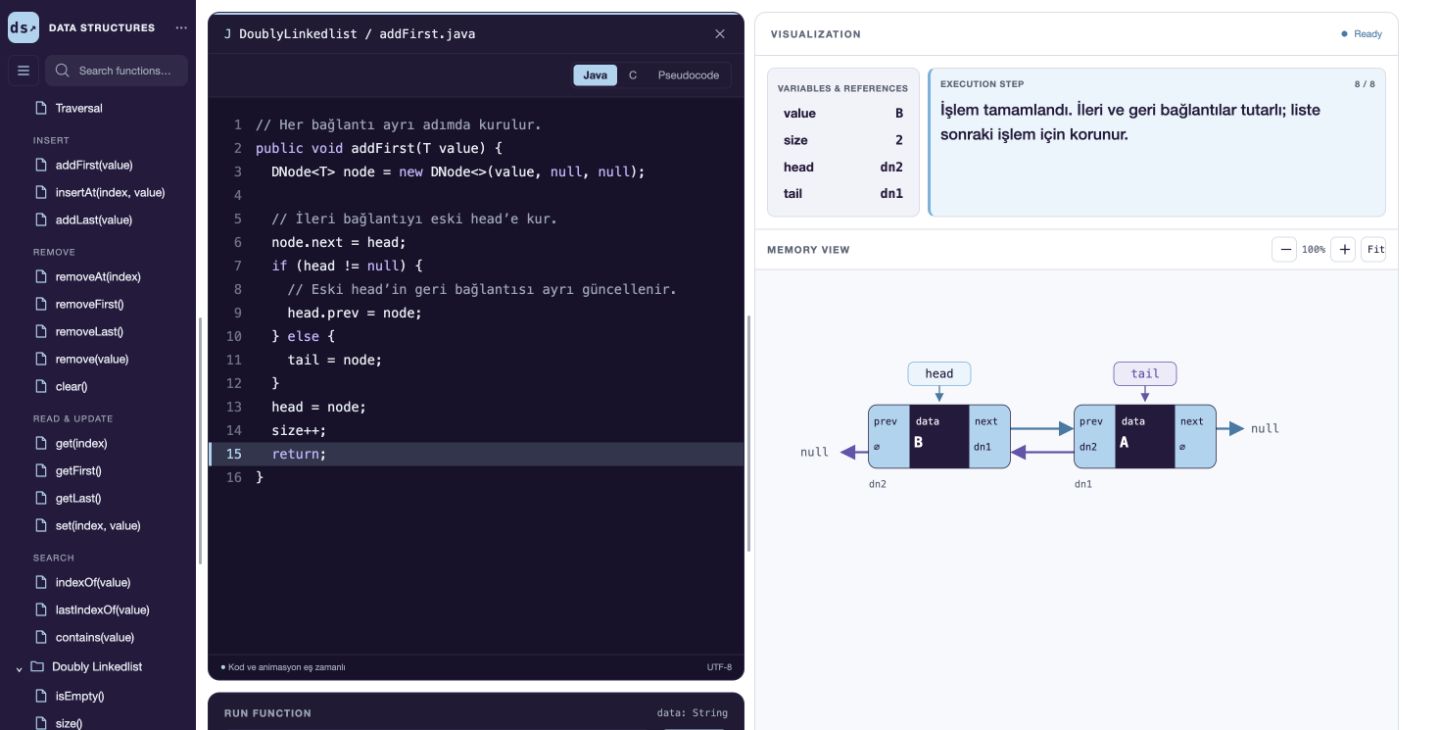 ds↗ DATA STRUCTURES ...
Search functions...
Traversal
INSERT
addFirst(value)
insertAt(index, value)
addLast(value)
REMOVE
removeAt(index)
removeFirst()
removeLast()
remove(value)
clear()
READ & UPDATE
get(index)
getFirst()
getLast()
set(index, value)
SEARCH
indexOf(value)
lastIndexOf(value)
contains(value)
Doubly Linkedlist
isEmpty()
size()
J DoublyLinkedlist / addFirst.java
Java C Pseudocode
1 // Her bağlantı ayrı adımda kurulur.
2 public void addFirst(T value) {
3 DNode<T> node = new DNode<>(value, null, null);
4
5 // İleri bağlantıyı eski head’e kur.
6 node.next = head;
7 if (head != null) {
8 // Eski head’in geri bağlantısı ayrı güncellenir.
9 head.prev = node;
10 } else {
11 tail = node;
12 }
13 head = node;
14 size++;
15 return;
16 }
Kod ve animasyon eş zamanlı UTF-8
RUN FUNCTION data: String
VISUALIZATION Ready
VARIABLES & REFERENCES
value B
size 2
head dn2
tail dn1
EXECUTION STEP 8 / 8
İşlem tamamlandı. İleri ve geri bağlantılar tutarlı; liste
sonraki işlem için korunur.
MEMORY VIEW − 100% + Fit
head tail
prev data next prev data next
null ∅ B dn1 dn2 A ∅ null
dn2 dn1